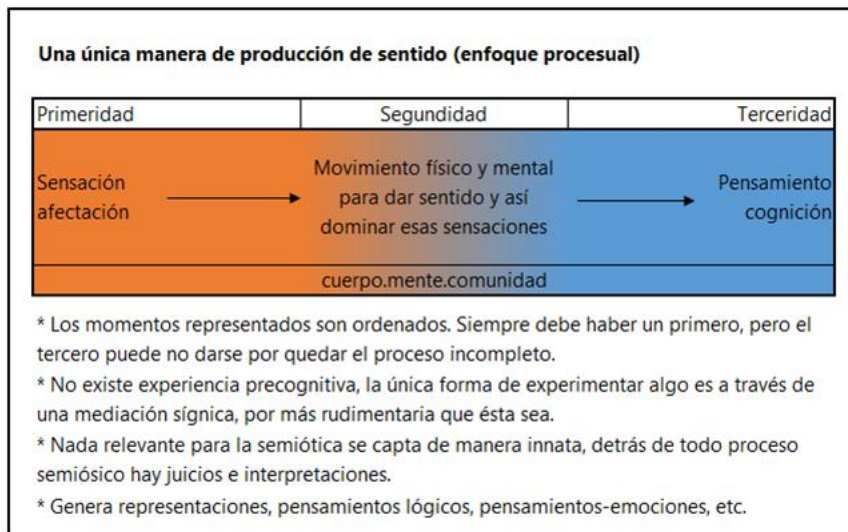 Una única manera de producción de sentido (enfoque procesual)
Primeridad Segundidad Terceridad
Sensación
afectación
Movimiento físico y mental
para dar sentido y así
dominar esas sensaciones
Pensamiento
cognición
cuerpo.mente.comunidad
* Los momentos representados son ordenados. Siempre debe haber un primero, pero el
tercero puede no darse por quedar el proceso incompleto.
* No existe experiencia precognitiva, la única forma de experimentar algo es a través de
una mediación sígnica, por más rudimentaria que ésta sea.
* Nada relevante para la semiótica se capta de manera innata, detrás de todo proceso
semiósico hay juicios e interpretaciones.
* Genera representaciones, pensamientos lógicos, pensamientos-emociones, etc.